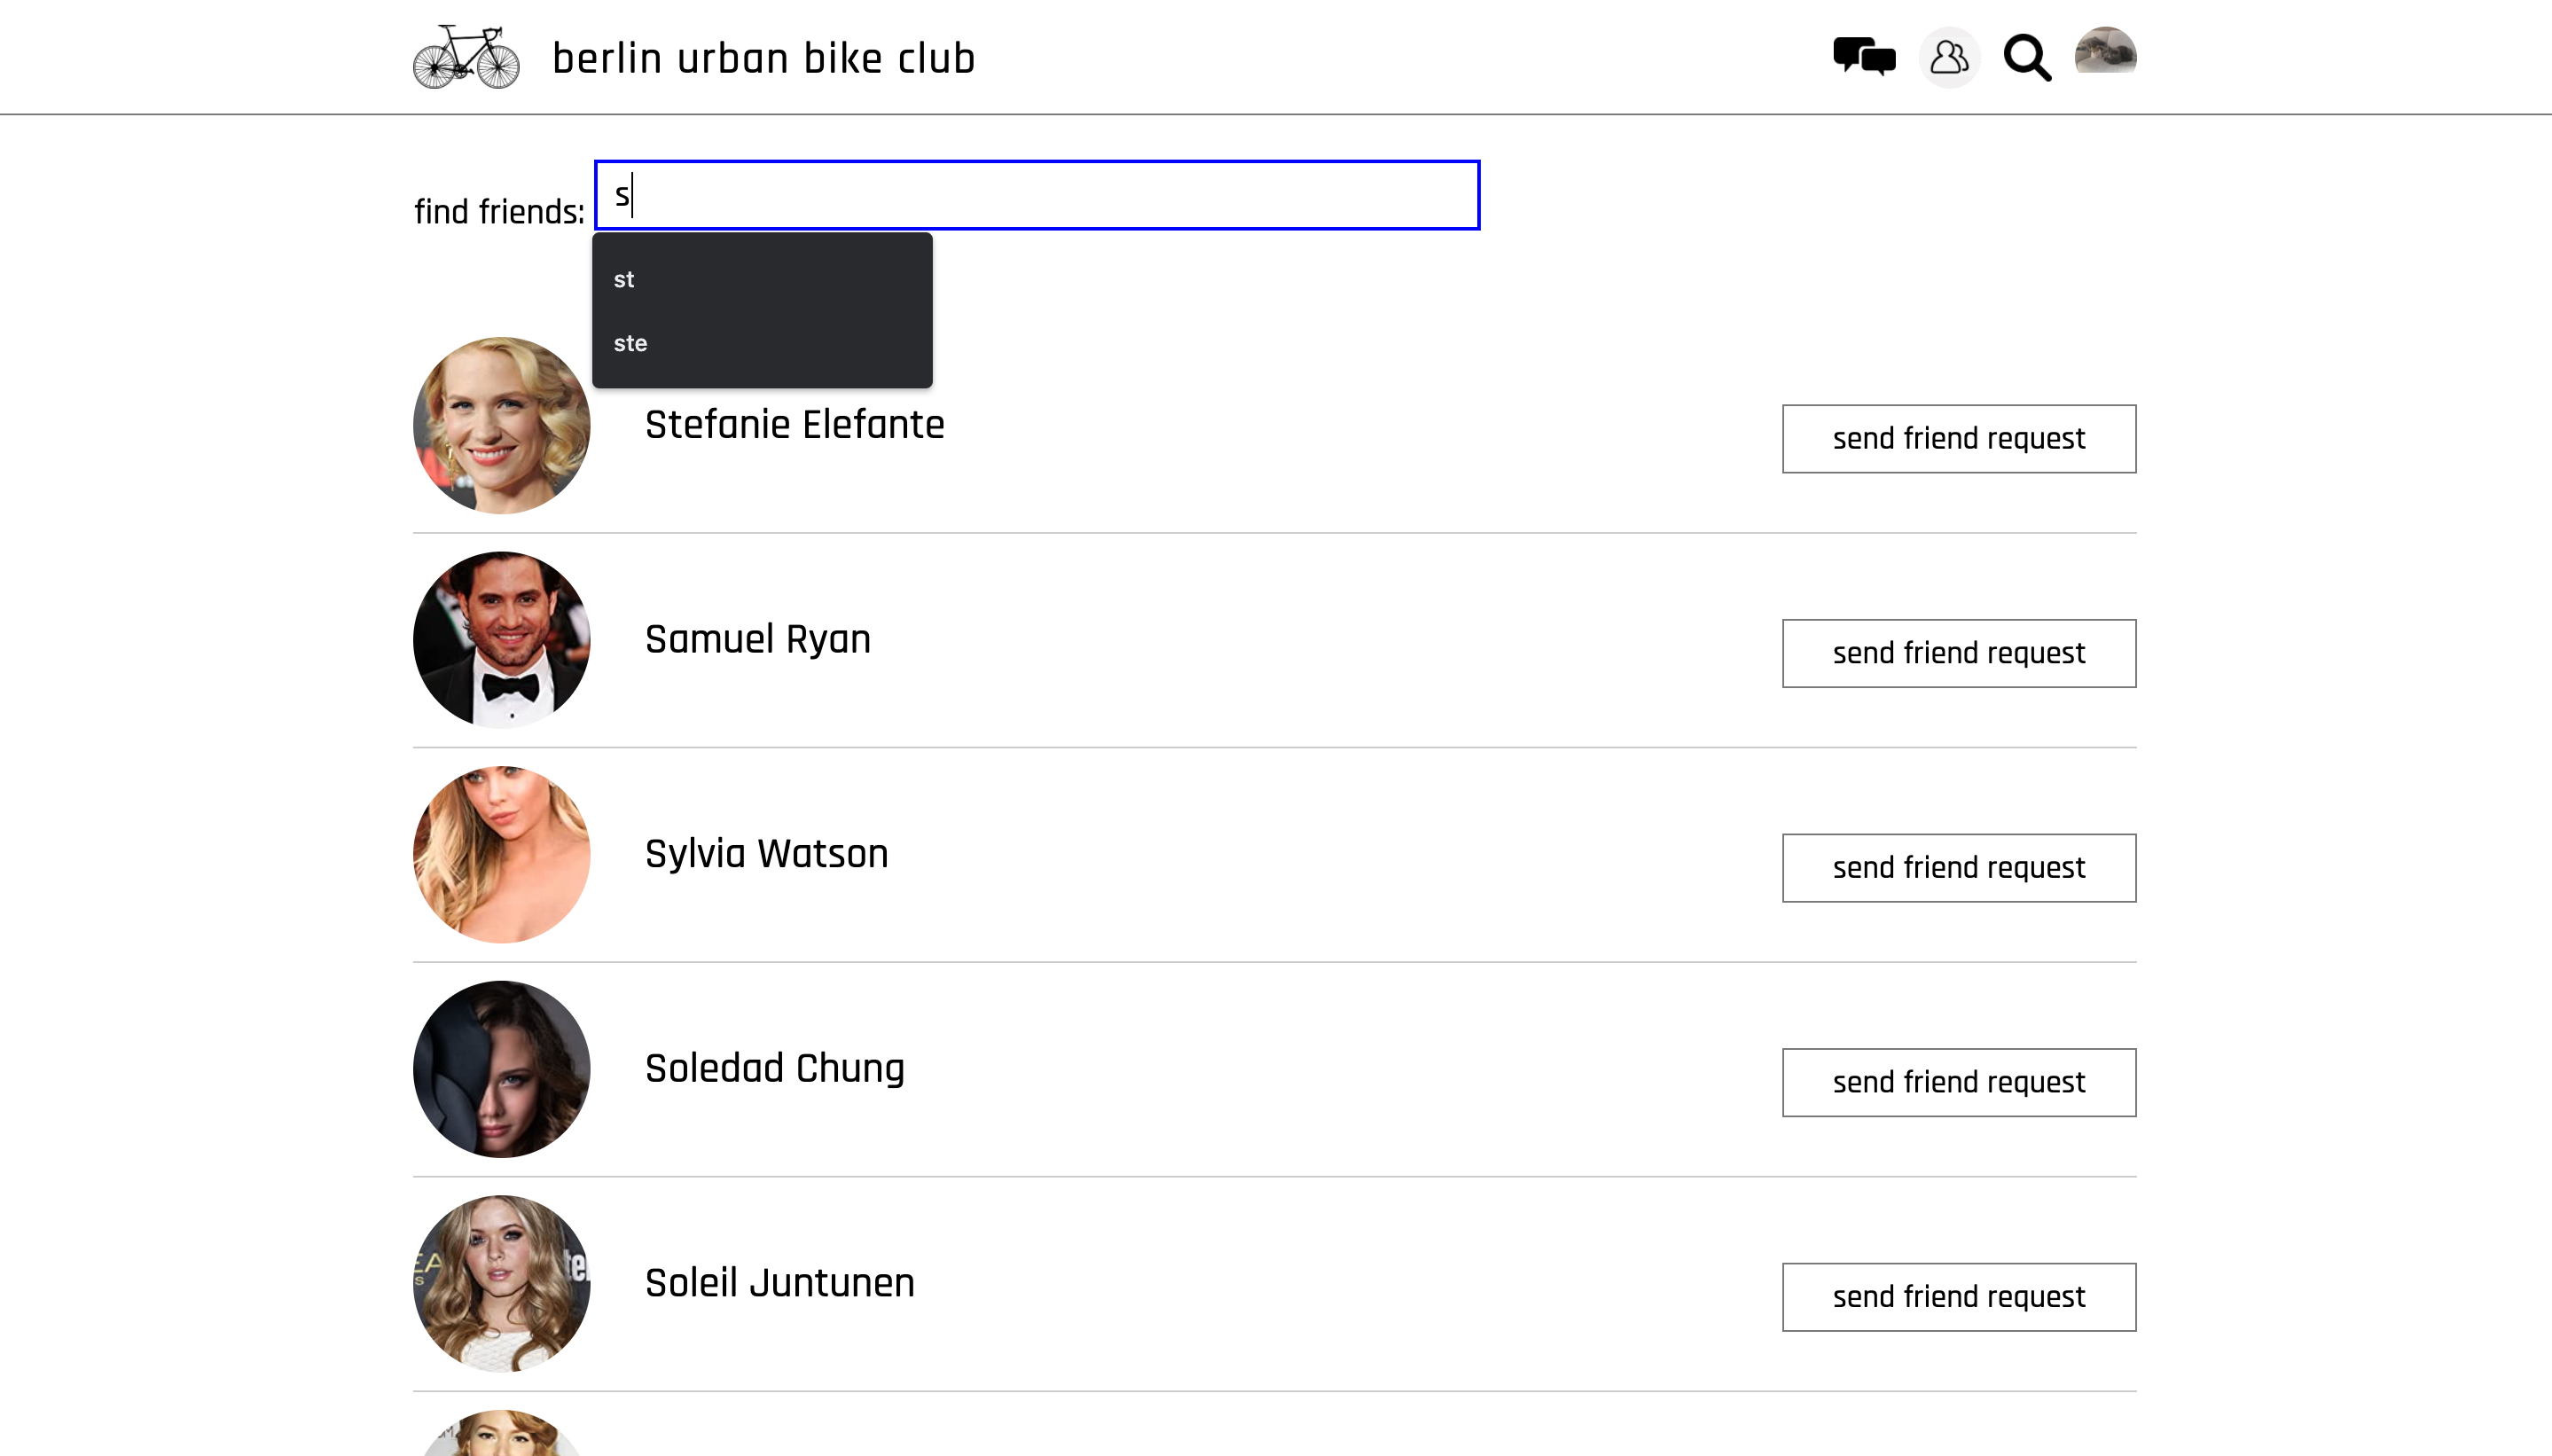 berlin urban bike club
find friends: s
st
ste
Stefanie Elefante
send friend request
Samuel Ryan
send friend request
Sylvia Watson
send friend request
Soledad Chung
send friend request
Soleil Juntunen
send friend request